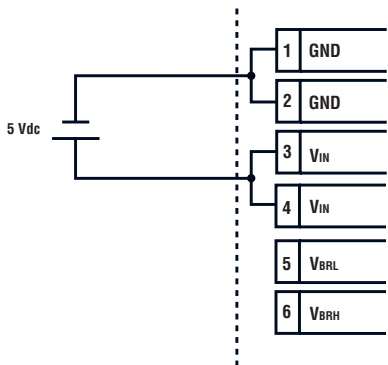 1 GND
2 GND
5 Vdc
3 VIN
4 VIN
5 VBRL
6 VBRH